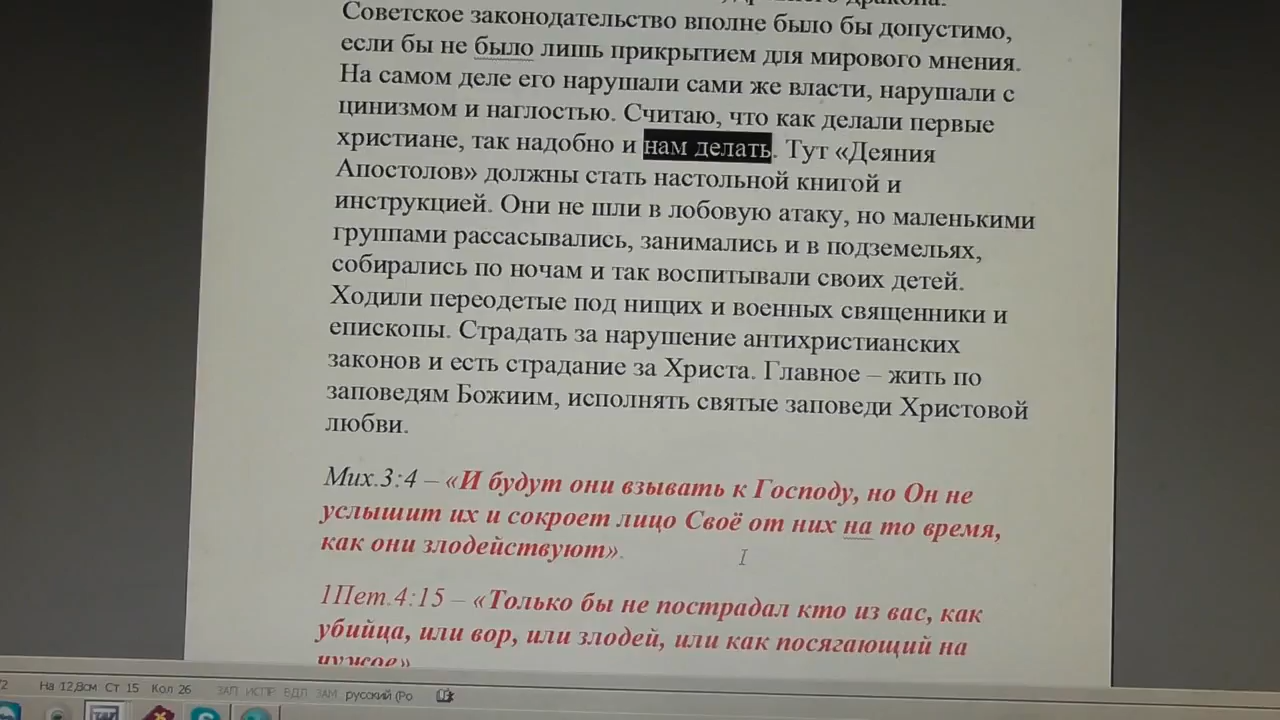 Советское законодательство вполне было бы допустимо,
если бы не было лишь прикрытием для мирового мнения.
На самом деле его нарушали сами же власти, нарушали с
цинизмом и наглостью. Считаю, что как делали первые
христиане, так надобно и нам делать. Тут «Деяния
Апостолов» должны стать настольной книгой и
инструкцией. Они не шли в лобовую атаку, но маленькими
группами рассасывались, занимались и в подземельях,
собирались по ночам и так воспитывали своих детей.
Ходили переодетые под нищих и военных священники и
епископы. Страдать за нарушение антихристианских
законов и есть страдание за Христа. Главное – жить по
заповедям Божиим, исполнять святые заповеди Христовой
любви.
Мих.3:4 – «И будут они взывать к Господу, но Он не
услышит их и сокроет лицо Своё от них на то время,
как они злодействуют».
1Пет.4:15 – «Только бы не пострадал кто из вас, как
убийца, или вор, или злодей, или как посягающий на
чужое»
На 12,8см Ст 15 Кол 26 ЗАП ИСПР ВДЛ ЗАМ русский (Ро